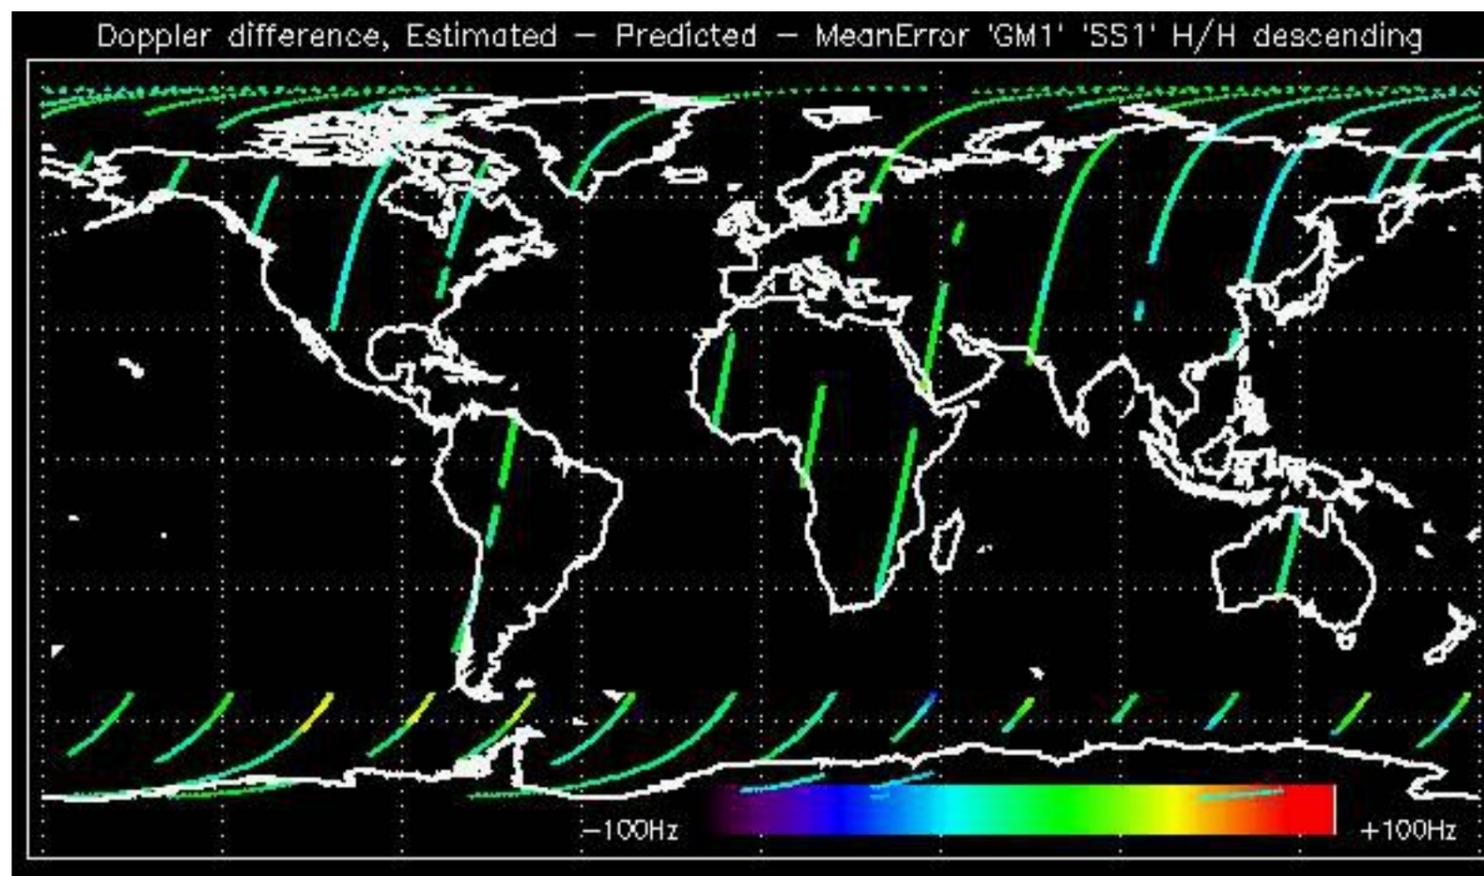 Doppler difference, Estimated − Predicted − MeanError 'GM1' 'SS1' H/H descending
−100Hz
+100Hz